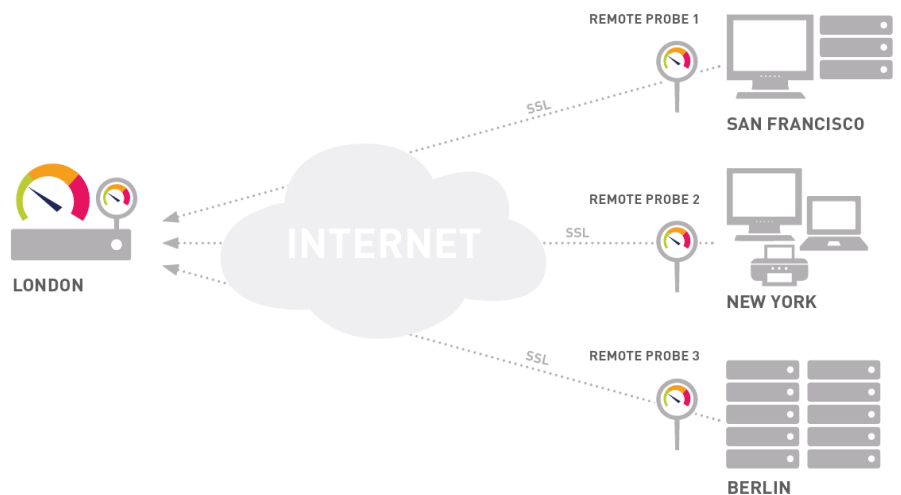 REMOTE PROBE 1
SSL
SAN FRANCISCO
REMOTE PROBE 2
INTERNET
SSL
LONDON
NEW YORK
REMOTE PROBE 3
SSL
BERLIN